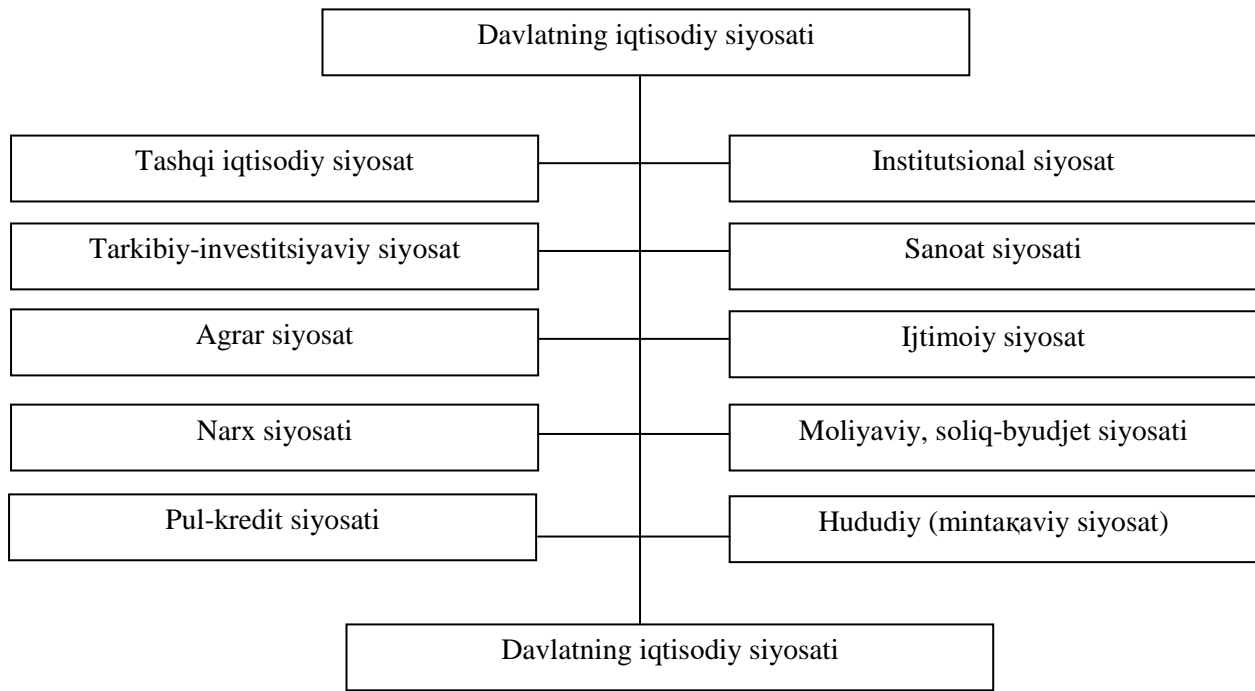 Davlatning iqtisodiy siyosati
Tashqi iqtisodiy siyosat
Institutsional siyosat
Tarkibiy-investitsiyaviy siyosat
Sanoat siyosati
Agrar siyosat
Ijtimoiy siyosat
Narx siyosati
Moliyaviy, soliq-byudjet siyosati
Pul-kredit siyosati
Hududiy (mintaқaviy siyosat)
Davlatning iqtisodiy siyosati